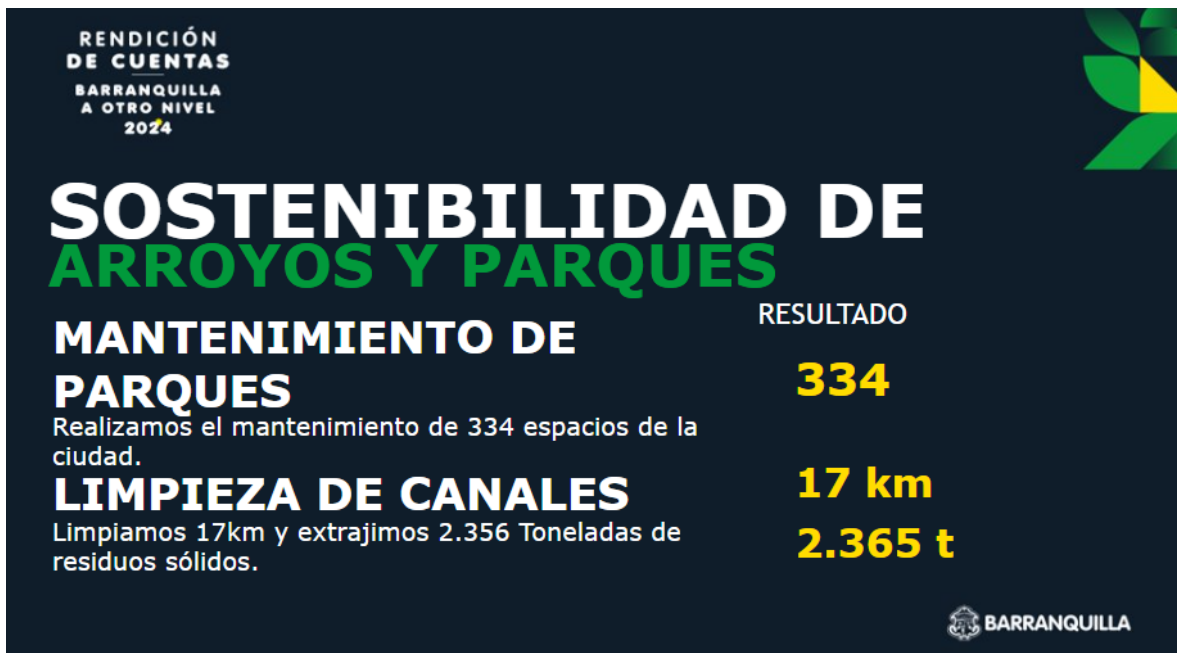 RENDICIÓN
DE CUENTAS
BARRANQUILLA
A OTRO NIVEL
2024
SOSTENIBILIDAD DE
ARROYOS Y PARQUES
RESULTADO
MANTENIMIENTO DE
PARQUES
334
Realizamos el mantenimiento de 334 espacios de la
ciudad.
LIMPIEZA DE CANALES
17 km
Limpiamos 17km y extrajimos 2.356 Toneladas de
residuos sólidos.
2.365 t
BARRANQUILLA